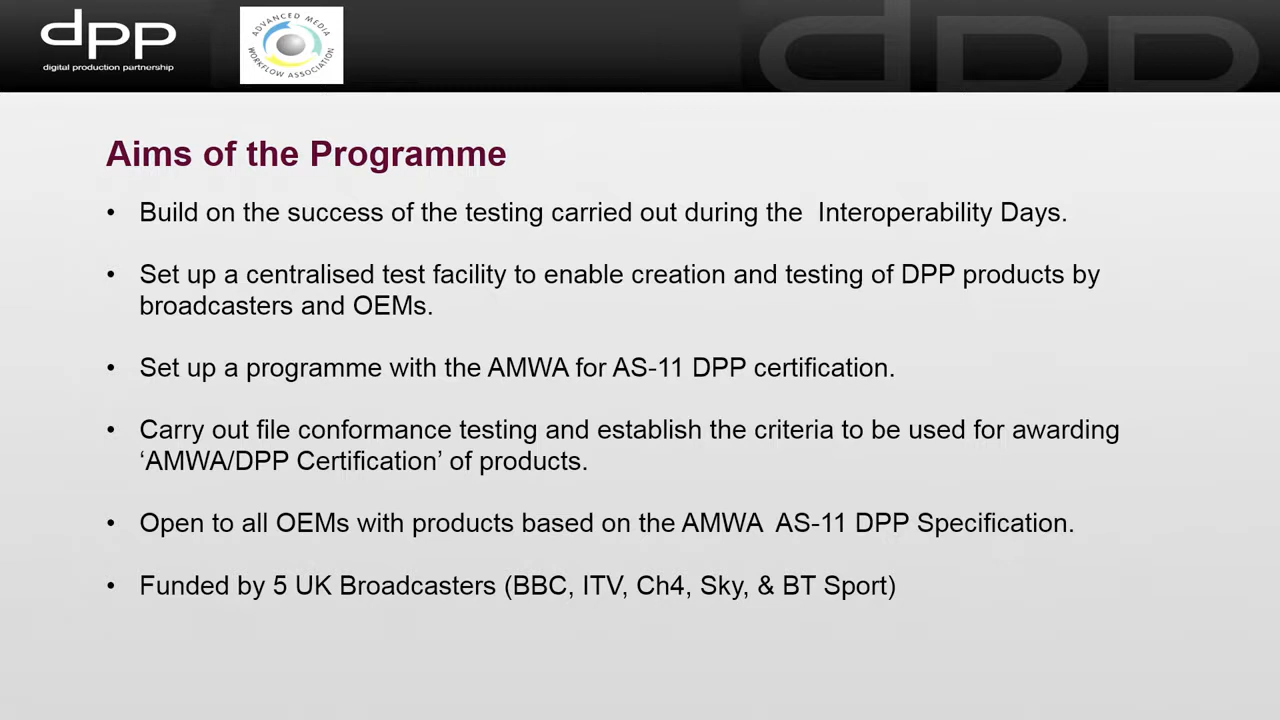 dpp
digital production partnership
ADVANCED MEDIA
WORKFLOW ASSOCIATION
dpp
Aims of the Programme
• Build on the success of the testing carried out during the  Interoperability Days.
• Set up a centralised test facility to enable creation and testing of DPP products by
broadcasters and OEMs.
• Set up a programme with the AMWA for AS-11 DPP certification.
• Carry out file conformance testing and establish the criteria to be used for awarding
‘AMWA/DPP Certification’ of products.
• Open to all OEMs with products based on the AMWA  AS-11 DPP Specification.
• Funded by 5 UK Broadcasters (BBC, ITV, Ch4, Sky, & BT Sport)